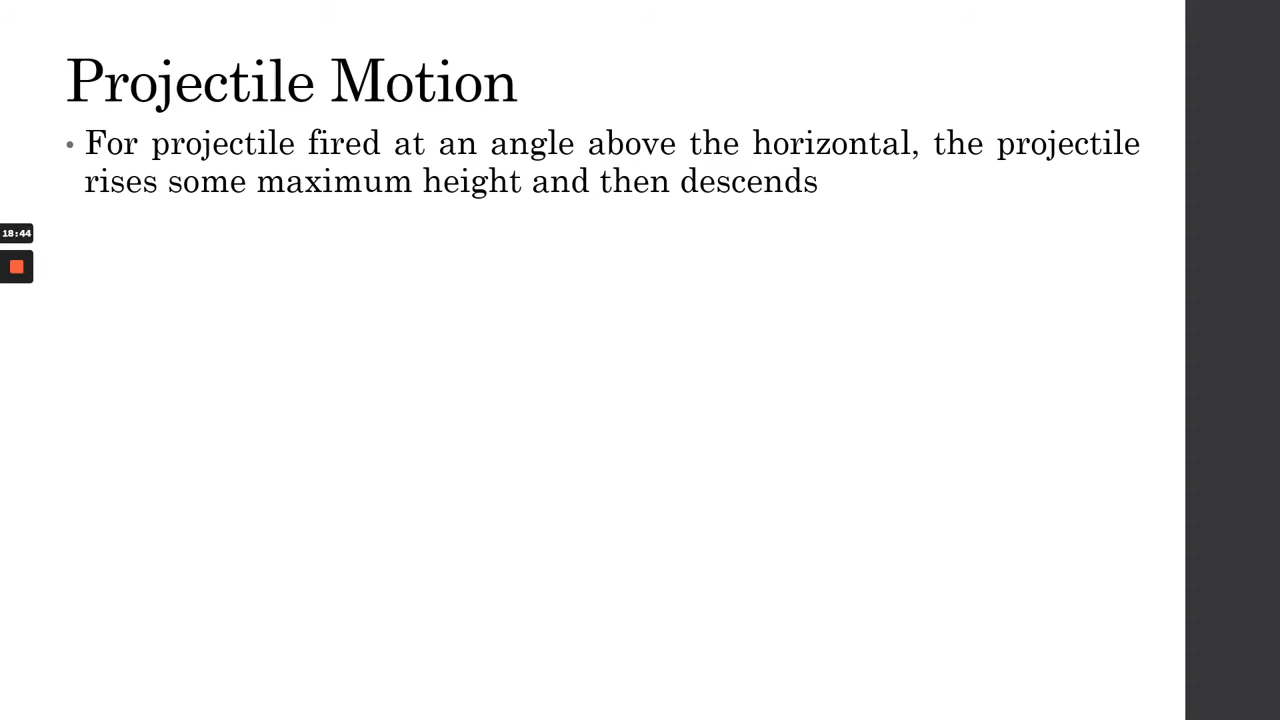 Projectile Motion
• For projectile fired at an angle above the horizontal, the projectile
rises some maximum height and then descends
18:44